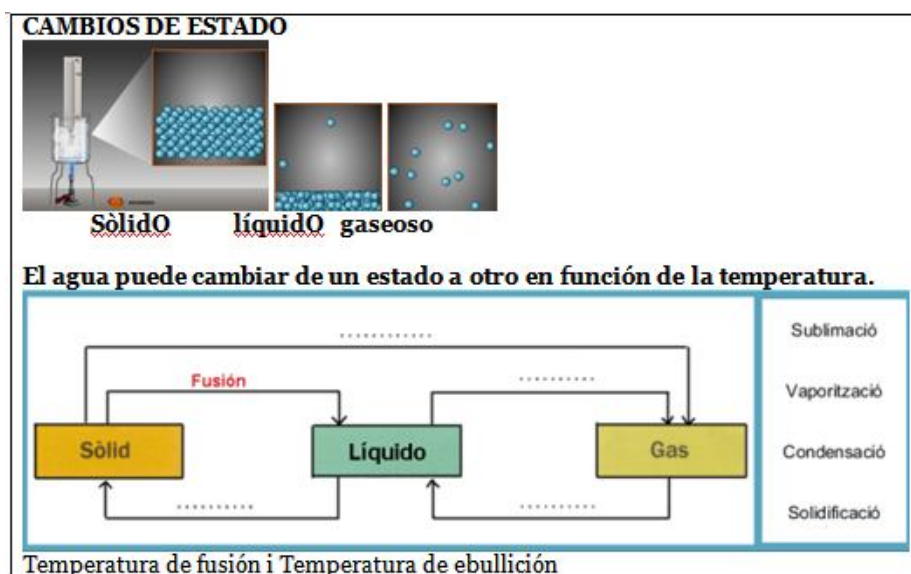 CAMBIOS DE ESTADO
SòlidO líquidO gaseoso
El agua puede cambiar de un estado a otro en función de la temperatura.
....................
Fusión
................
Sòlid
Líquido
Gas
................
................
Sublimació
Vaporització
Condensació
Solidificació
Temperatura de fusión i Temperatura de ebullición